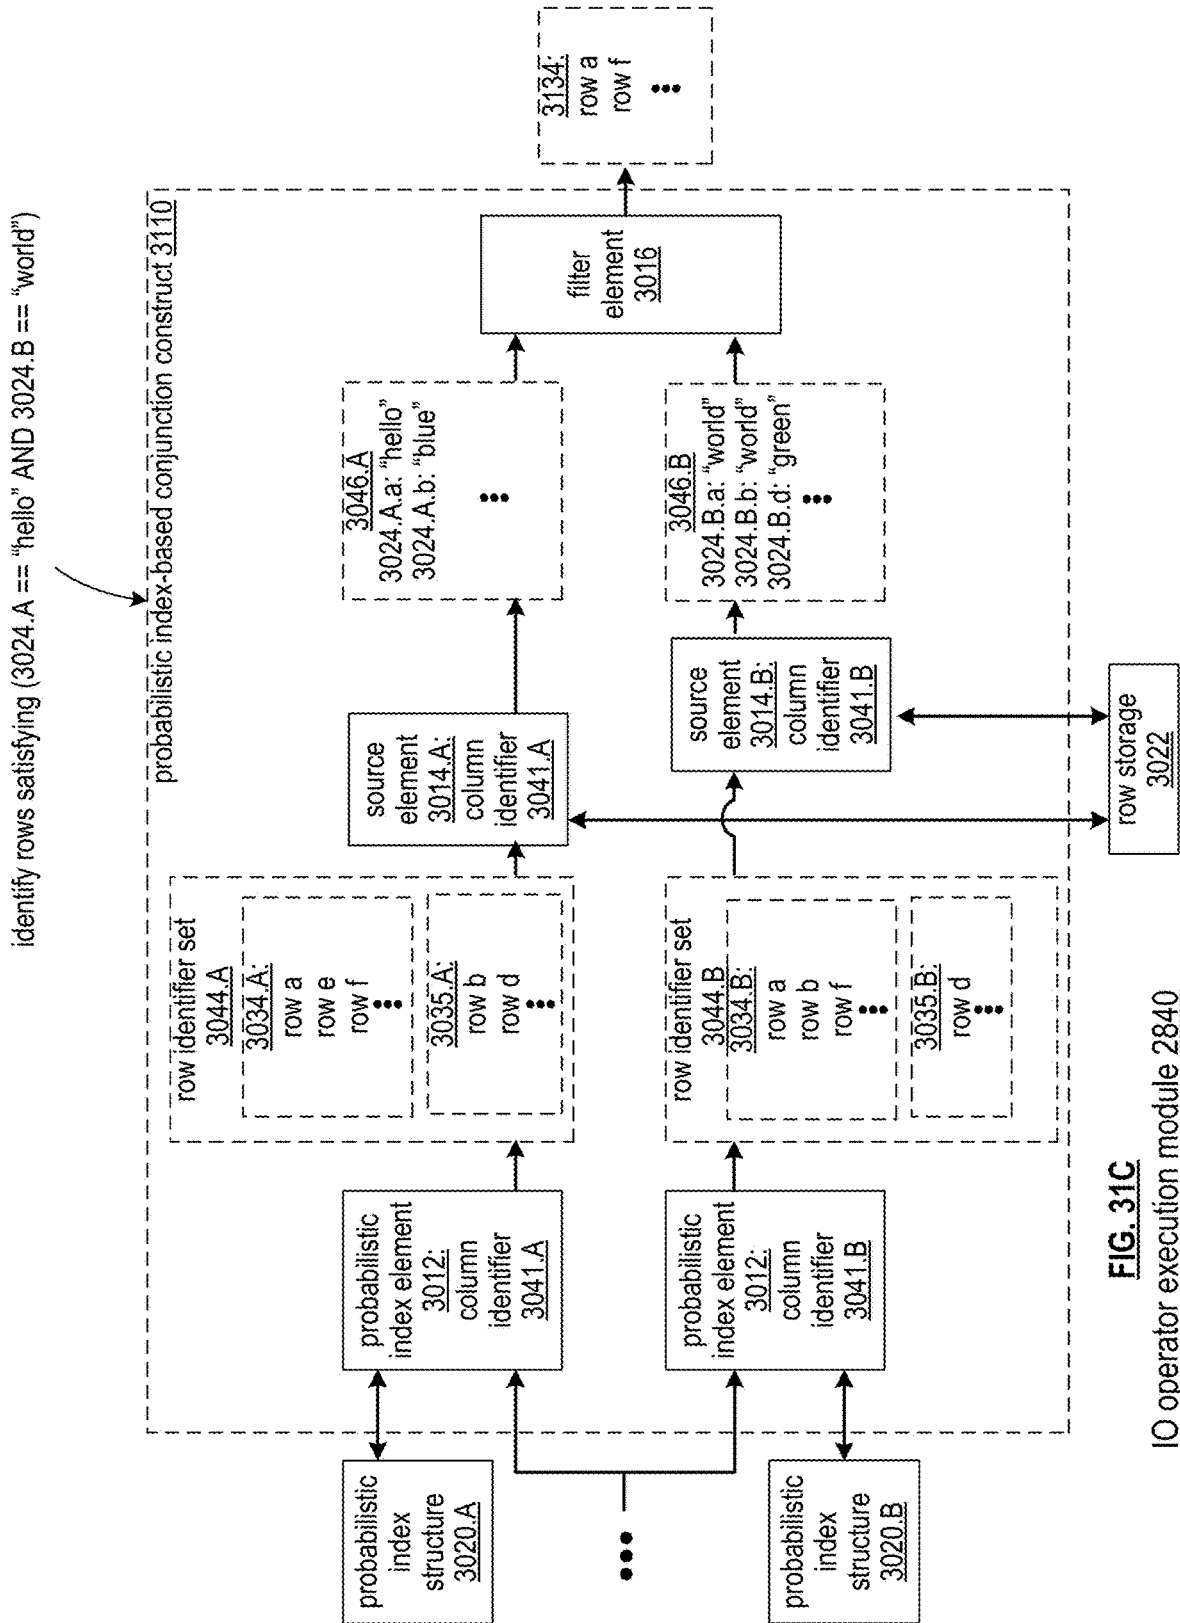 identify rows satisfying (3024.A == “hello” AND 3024.B == “world”)
probabilistic index-based conjunction construct 3110
probabilistic
index
structure
3020.A
probabilistic
index element
3012:
column
identifier
3041.A
row identifier set
3044.A
3034.A:
row a
row e
row f
•••
3035.A:
row b
row d
•••
source
element
3014.A:
column
identifier
3041.A
3046.A
3024.A.a: “hello”
3024.A.b: “blue”
•••
filter
element
3016
3134:
row a
row f
•••
•••
probabilistic
index
structure
3020.B
probabilistic
index element
3012:
column
identifier
3041.B
row identifier set
3044.B
3034.B:
row a
row b
row f
•••
3035.B:
row d
•••
source
element
3014.B:
column
identifier
3041.B
3046.B
3024.B.a: “world”
3024.B.b: “world”
3024.B.d: “green”
•••
row storage
3022
FIG. 31C
IO operator execution module 2840